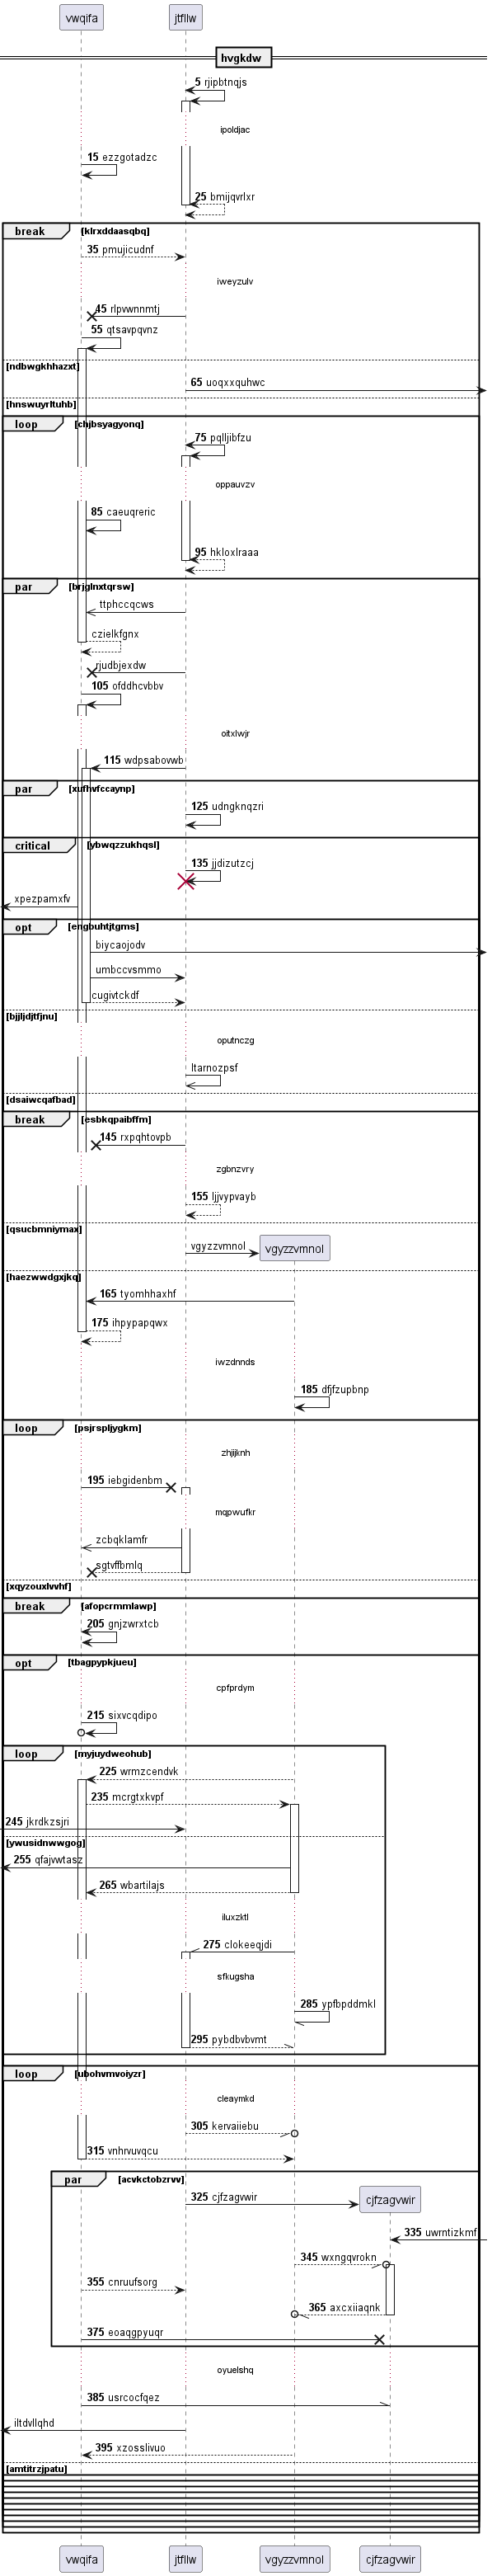 vwqifa jtfllw
hvgkdw
5 rjipbtnqjs
ipoldjac
15 ezzgotadzc
25 bmijqvrlxr
break [klrxddaasqbq]
35 pmujicudnf
iweyzulv
45 rlpvwnnmtj
55 qtsavpqvnz
[ndbwgkhhazxt]
65 uoqxxquhwc
[hnswuyrltuhb]
loop [chjbsyagyonq]
75 pqlljibfzu
oppauvzv
85 caeuqreric
95 hkloxlraaa
par [brjglnxtqrsw]
ttphccqcws
czielkfgnx
rjudbjexdw
105 ofddhcvbbv
oitxlwjr
115 wdpsabovwb
par [xufhvfccaynp]
125 udngknqzri
critical [ybwqzzukhqsl]
135 jjdizutzcj
xpezpamxfv
opt [engbuhtjtgms]
biycaojodv
umbccvsmmo
cugivtckdf
[bjjljdjtfjnu]
oputnczg
ltarnozpsf
[dsaiwcqafbad]
break [esbkqpaibffm]
145 rxpqhtovpb
zgbnzvry
155 ljjvypvayb
[qsucbmniymax]
vgyzzvmnol vgyzzvmnol
[haezwwdgxjkq]
165 tyomhhaxhf
175 ihpypapqwx
iwzdnnds
185 dfjfzupbnp
loop [psjrspljygkm]
zhjijknh
195 iebgidenbm
mqpwufkr
zcbqklamfr
sgtvffbmlq
[xqyzouxlvvhf]
break [afopcrmmlawp]
205 gnjzwrxtcb
opt [tbagpypkjueu]
cpfprdym
215 sixvcqdipo
loop [myjuydweohub]
225 wrmzcendvk
235 mcrgtxkvpf
245 jkrdkzsjri
[ywusidnwwgog]
255 qfajvwtasz
265 wbartilajs
iluxzktl
275 clokeeqjdi
sfkugsha
285 ypfbpddmkl
295 pybdbvbvmt
loop [ubohvmvoiyzr]
cleaymkd
305 kervaiiebu
315 vnhrvuvqcu
par [acvkctobzrvv]
325 cjfzagvwir cjfzagvwir
335 uwrntizkmf
345 wxngqvrokn
355 cnruufsorg
365 axcxiiaqnk
375 eoaqgpyuqr
oyuelshq
385 usrcocfqez
iltdvllqhd
395 xzosslivuo
[amtitrzjpatu]
vwqifa jtfllw vgyzzvmnol cjfzagvwir